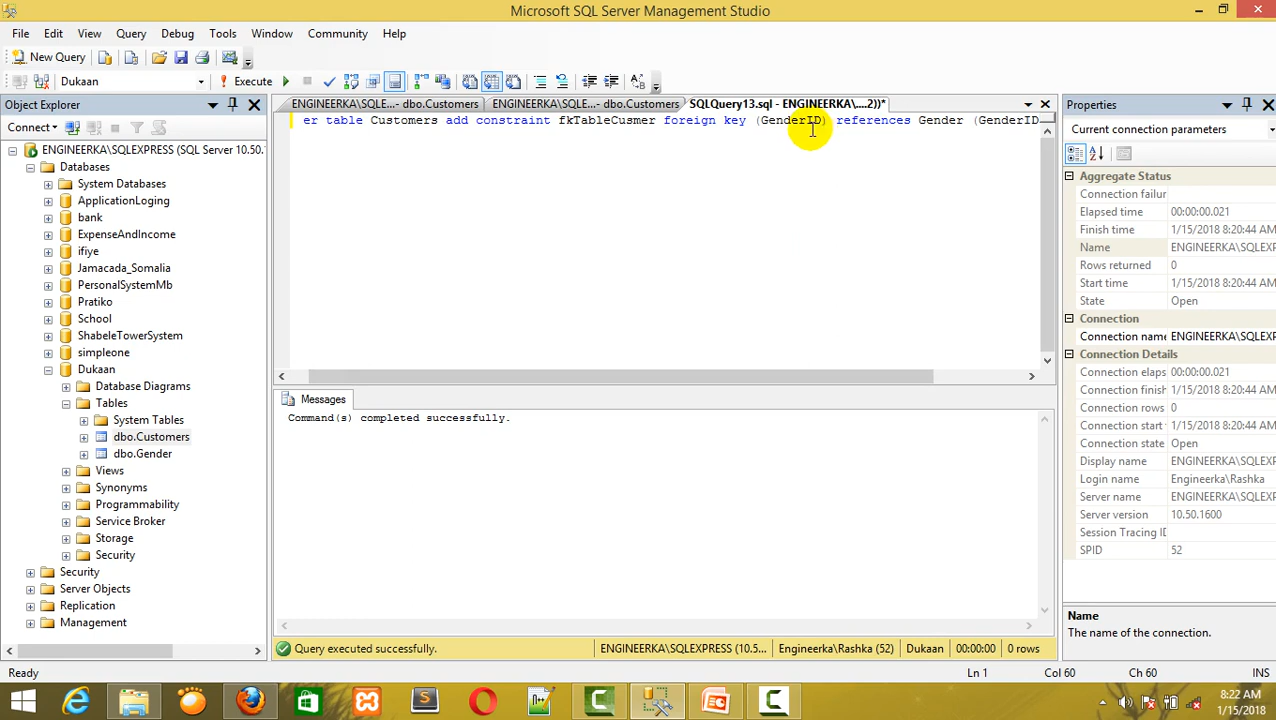 Microsoft SQL Server Management Studio
File Edit View Query Debug Tools Window Community Help
New Query
Dukaan Execute
Object Explorer
Connect
ENGINEERKA\SQLEXPRESS (SQL Server 10.50.
Databases
System Databases
ApplicationLoging
bank
ExpenseAndIncome
ifiye
Jamacada_Somalia
PersonalSystemMb
Pratiko
School
ShabeleTowerSystem
simpleone
Dukaan
Database Diagrams
Tables
System Tables
dbo.Customers
dbo.Gender
Views
Synonyms
Programmability
Service Broker
Storage
Security
Security
Server Objects
Replication
Management
ENGINEERKA\SQLE...- dbo.Customers ENGINEERKA\SQLE...- dbo.Customers SQLQuery13.sql - ENGINEERKA\....2))*
er table Customers add constraint fkTableCusmer foreign key (GenderID) references Gender (GenderID
Messages
Command(s) completed successfully.
Query executed successfully. ENGINEERKA\SQLEXPRESS (10.5... Engineerka\Rashka (52) Dukaan 00:00:00 0 rows
Properties
Current connection parameters
Aggregate Status
Connection failur
Elapsed time 00:00:00.021
Finish time 1/15/2018 8:20:44 AM
Name ENGINEERKA\SQLEXP
Rows returned 0
Start time 1/15/2018 8:20:44 AM
State Open
Connection
Connection name ENGINEERKA\SQLEXP
Connection Details
Connection elaps 00:00:00.021
Connection finish 1/15/2018 8:20:44 AM
Connection rows 0
Connection start 1/15/2018 8:20:44 AM
Connection state Open
Display name ENGINEERKA\SQLEXP
Login name Engineerka\Rashka
Server name ENGINEERKA\SQLEXP
Server version 10.50.1600
Session Tracing ID
SPID 52
Name
The name of the connection.
Ready Ln 1 Col 60 Ch 60 INS
8:22 AM
1/15/2018